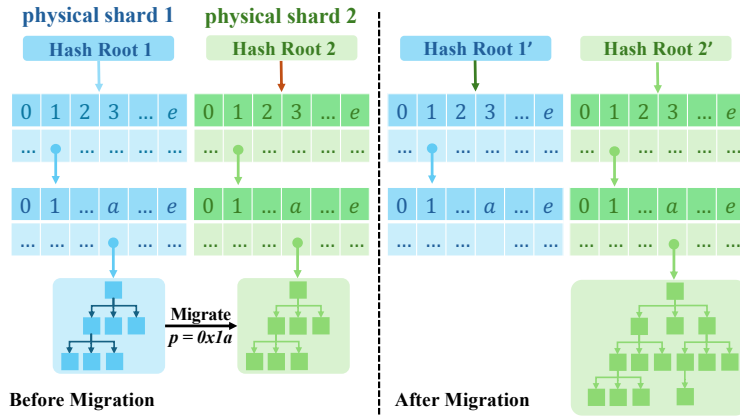 physical shard 1 physical shard 2
Hash Root 1 Hash Root 2 Hash Root 1′ Hash Root 2′
0 1 2 3 ... e 0 1 2 3 ... e 0 1 2 3 ... e 0 1 2 3 ... e
... ... ... ... ... ... ... ... ... ... ... ... ... ... ... ... ... ... ... ...
0 1 ... a ... e 0 1 ... a ... e 0 1 ... a ... e 0 1 ... a ... e
... ... ... ... ... ... ... ... ... ... ... ... ... ... ... ... ... ... ...
Migrate
p = 0x1a
Before Migration After Migration